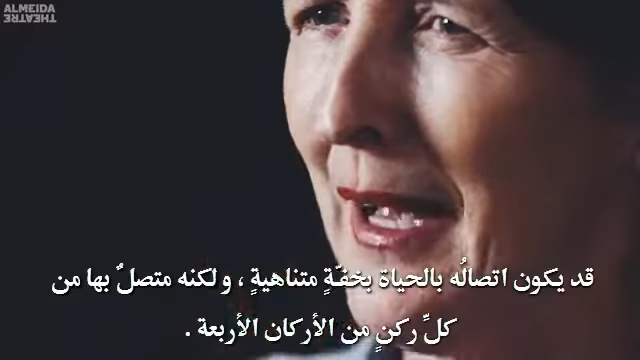 ALMEIDA
THEATRE
قد يكون اتصالُه بالحياة بخفّةٍ متناهيةٍ ، ولكنه متصلٌ بها من
كلِّ ركنٍ من الأركان الأربعة .